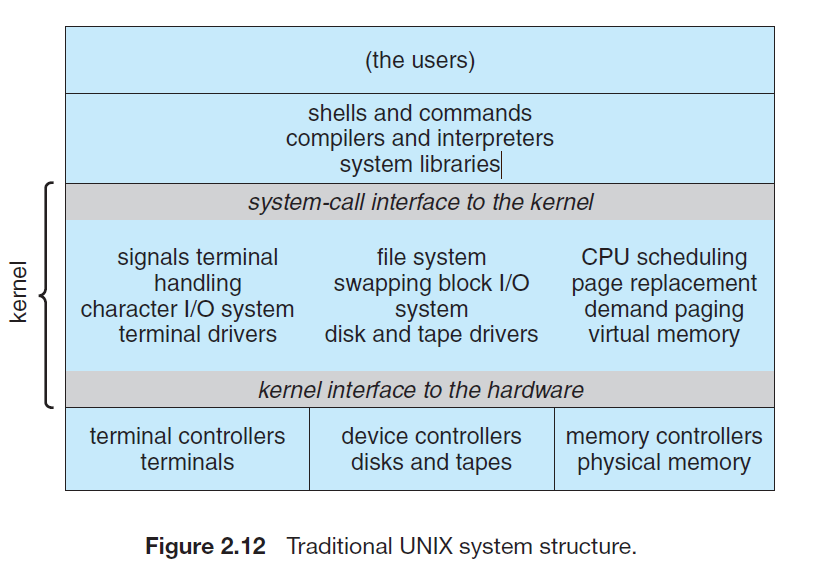 (the users)
shells and commands
compilers and interpreters
system libraries
system-call interface to the kernel
kernel
signals terminal
handling
character I/O system
terminal drivers
file system
swapping block I/O
system
disk and tape drivers
CPU scheduling
page replacement
demand paging
virtual memory
kernel interface to the hardware
terminal controllers
terminals
device controllers
disks and tapes
memory controllers
physical memory
Figure 2.12 Traditional UNIX system structure.